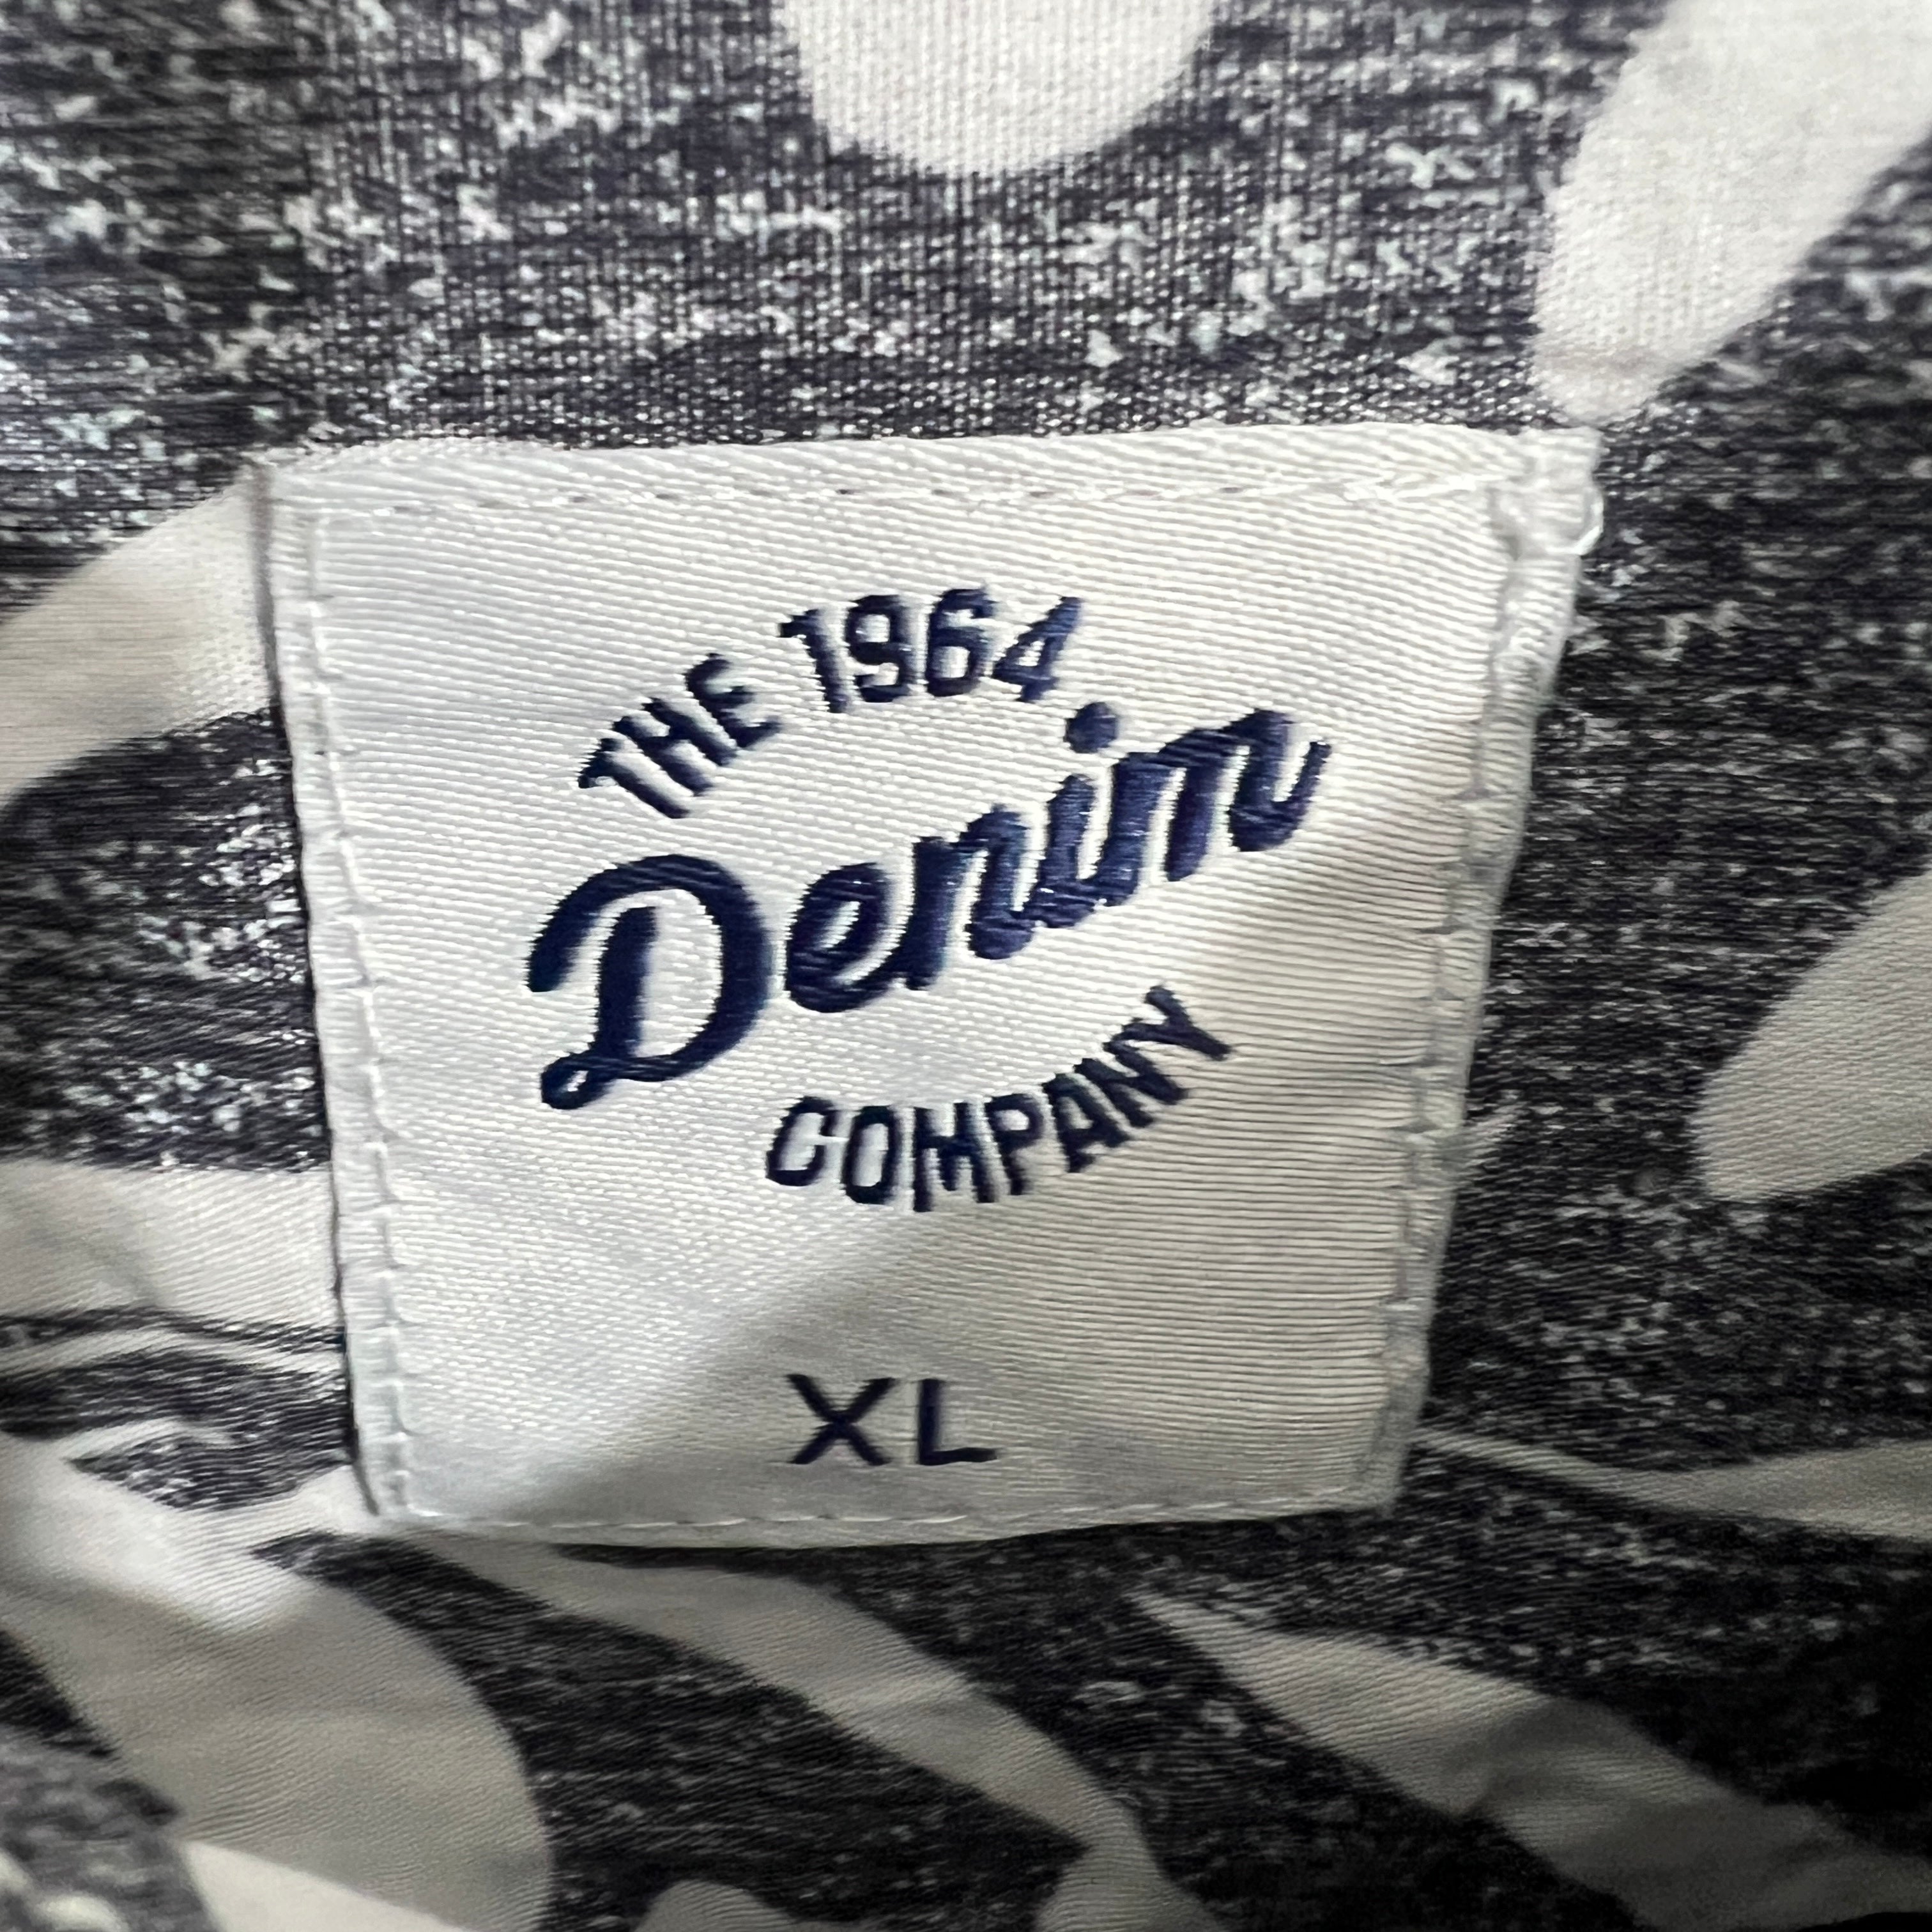 THE 1964
Denim
COMPANY
XL